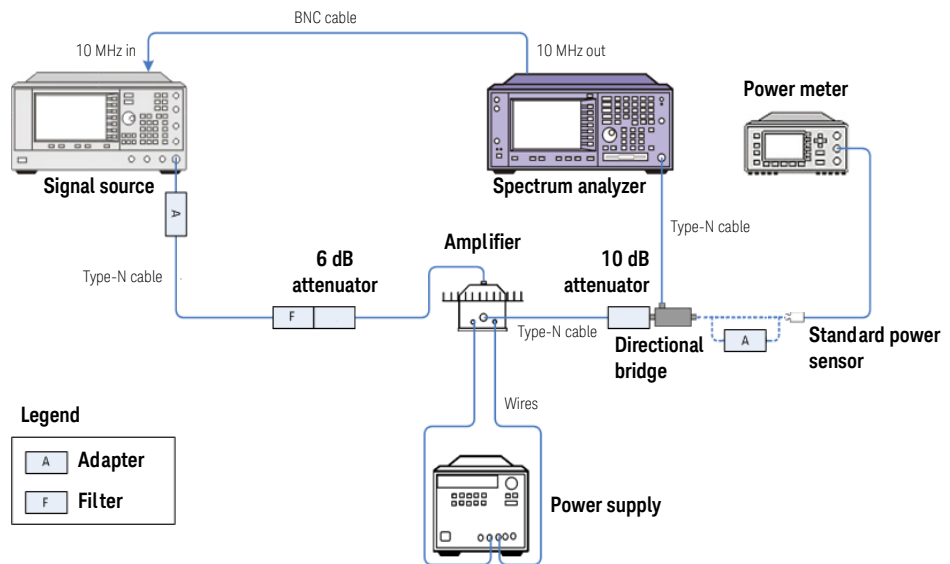 BNC cable
10 MHz in
10 MHz out
Power meter
Signal source
Spectrum analyzer
A
Type-N cable
Type-N cable
6 dB
attenuator
Amplifier
10 dB
attenuator
F
Type-N cable
Directional
bridge
A
Standard power
sensor
Wires
Legend
A Adapter
F Filter
Power supply